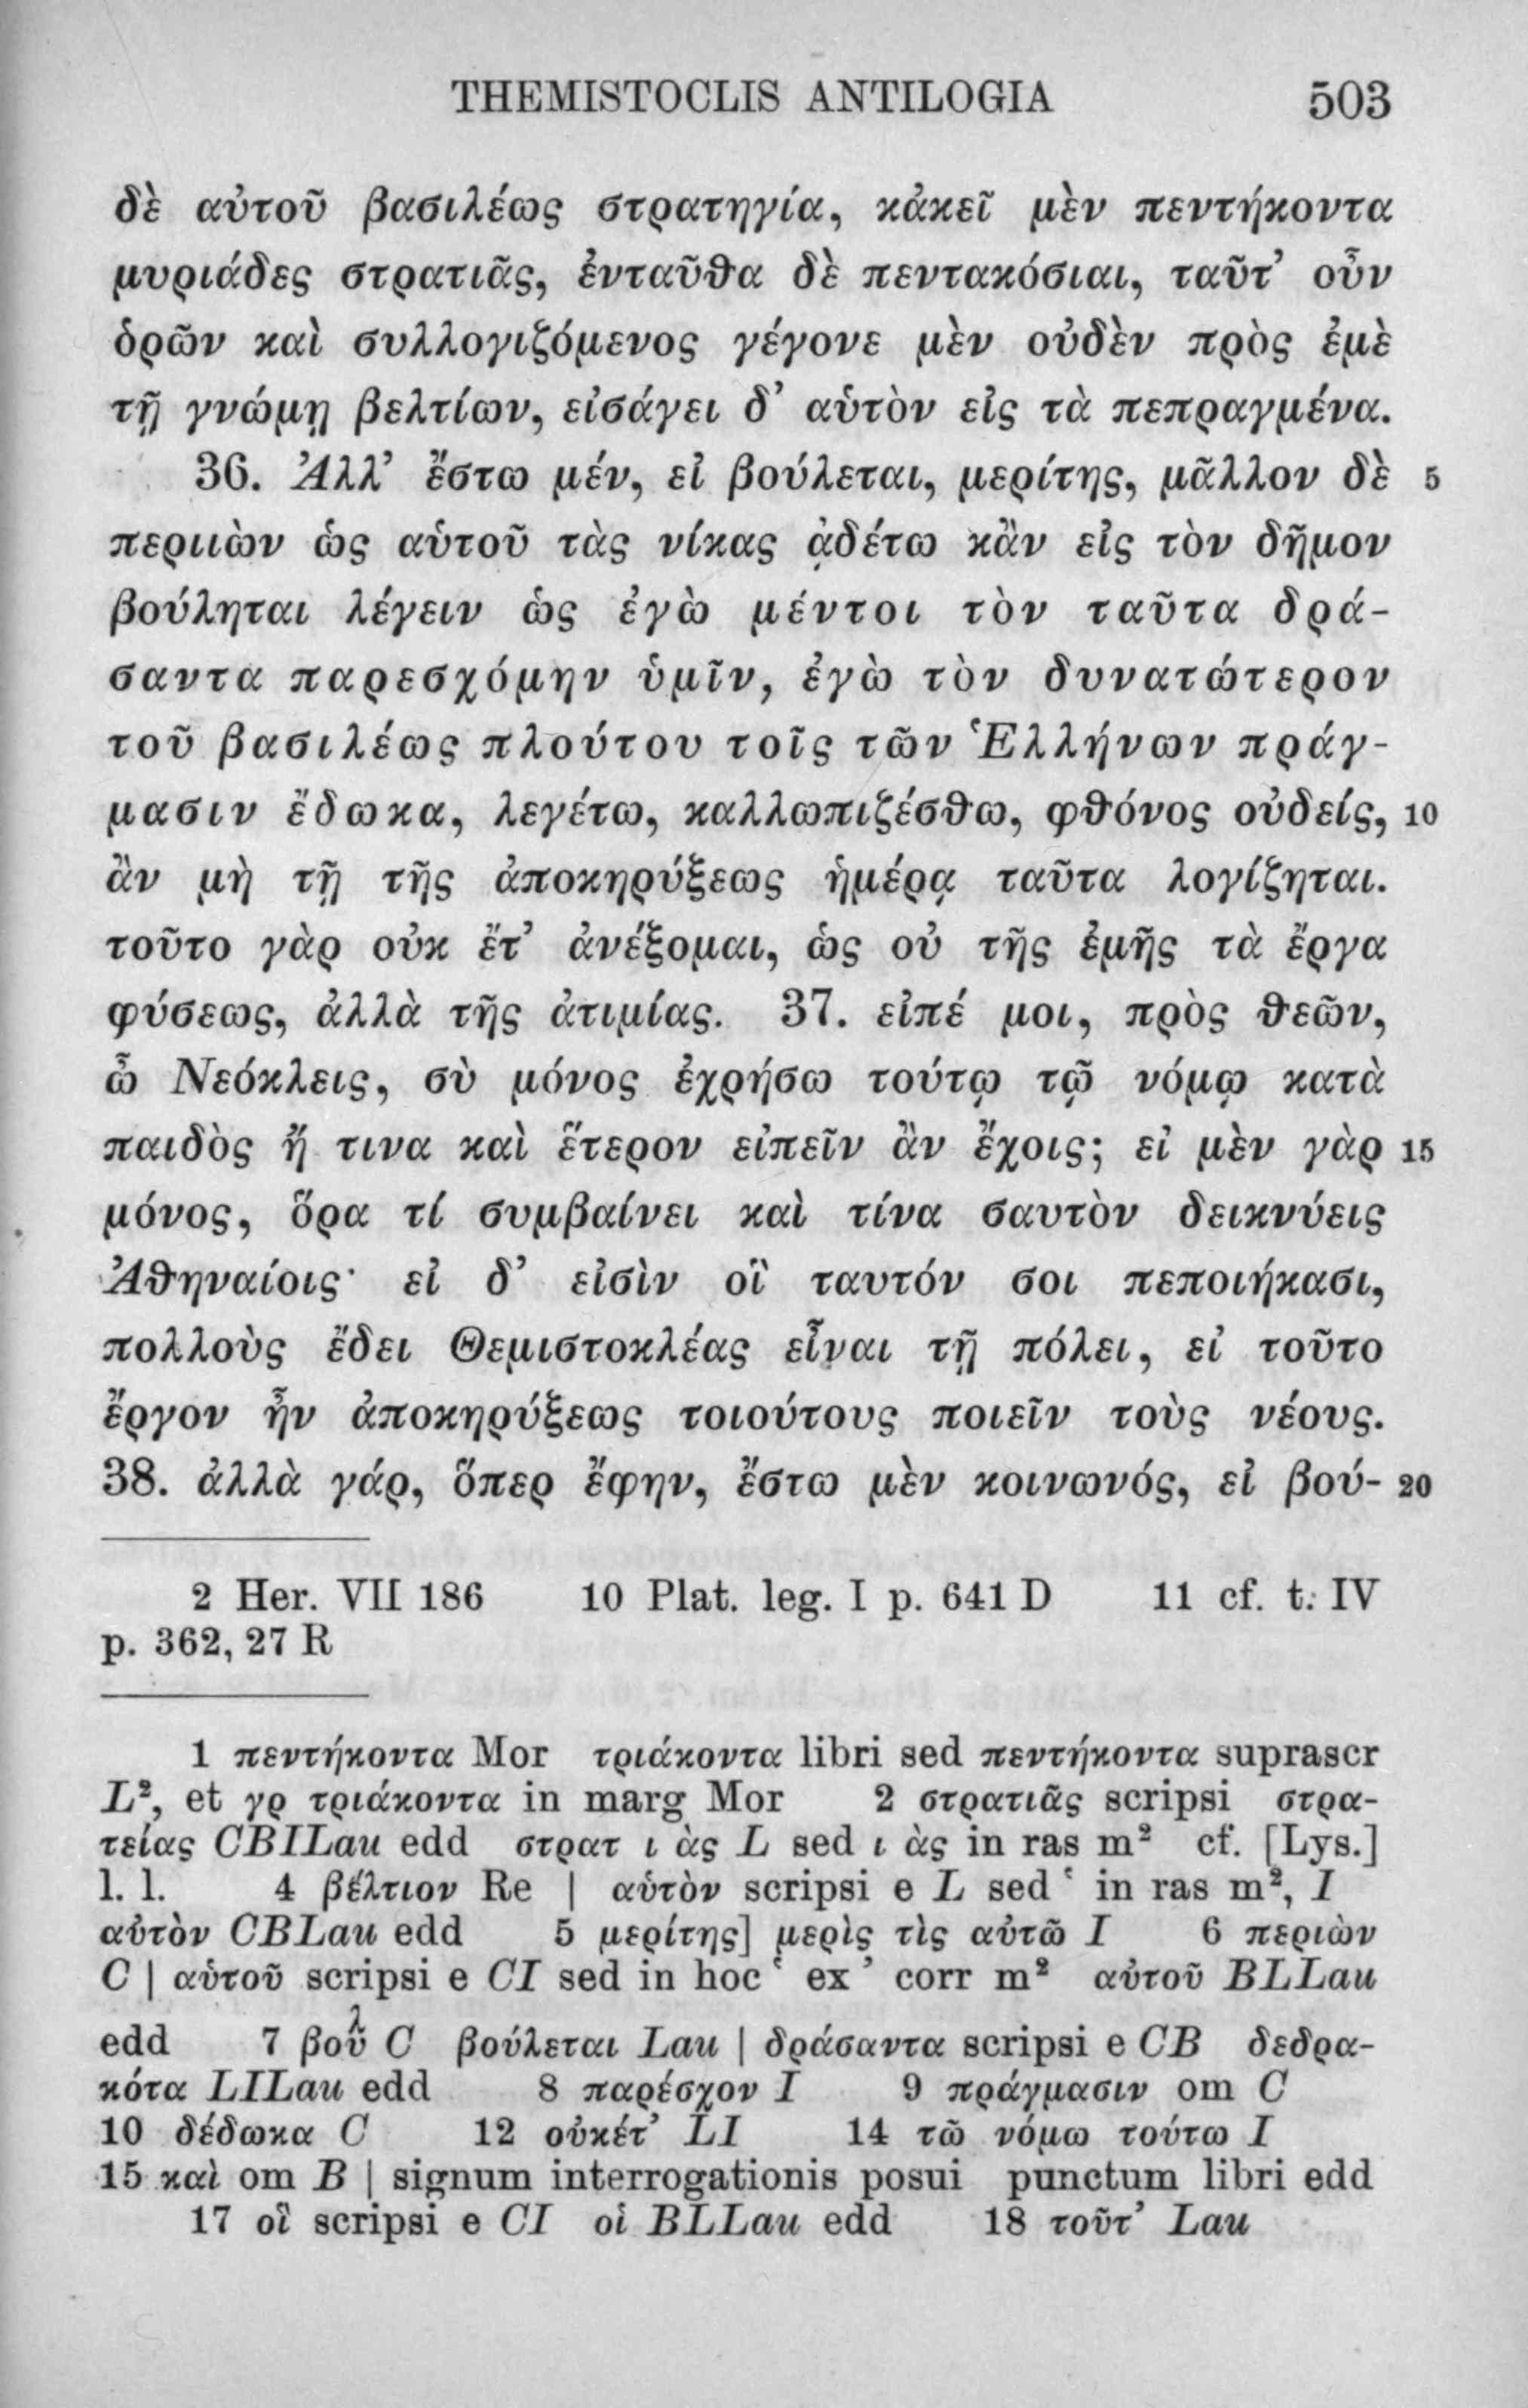 THEMISTOCLIS ANTILOGIA 503
δὲ αὐτοῦ βασιλέως στρατηγία, κἀκεῖ μὲν πεντήκοντα
μυριάδες στρατιᾶς, ἐνταῦθα δὲ πεντακόσιαι, ταῦτ’ οὖν
ὁρῶν καὶ συλλογιζόμενος γέγονε μὲν οὐδὲν πρὸς ἐμὲ
τῇ γνώμῃ βελτίων, εἰσάγει δ’ αὑτὸν εἰς τὰ πεπραγμένα.
36. Ἀλλ’ ἔστω μέν, εἰ βούλεται, μερίτης, μᾶλλον δὲ 5
περιιὼν ὡς αὑτοῦ τὰς νίκας ᾀδέτω κἂν εἰς τὸν δῆμον
βούληται λέγειν ὡς ἐγὼ μέντοι τὸν ταῦτα δρά-
σαντα παρεσχόμην ὑμῖν, ἐγὼ τὸν δυνατώτερον
τοῦ βασιλέως πλούτου τοῖς τῶν Ἑλλήνων πράγ-
μασιν ἔδωκα, λεγέτω, καλλωπιζέσθω, φθόνος οὐδείς, 10
ἂν μὴ τῇ τῆς ἀποκηρύξεως ἡμέρᾳ ταῦτα λογίζηται.
τοῦτο γὰρ οὐκ ἔτ’ ἀνέξομαι, ὡς οὐ τῆς ἐμῆς τὰ ἔργα
φύσεως, ἀλλὰ τῆς ἀτιμίας. 37. εἰπέ μοι, πρὸς θεῶν,
ὦ Νεόκλεις, σὺ μόνος ἐχρήσω τούτῳ τῷ νόμῳ κατὰ
παιδὸς ἤ τινα καὶ ἕτερον εἰπεῖν ἂν ἔχοις; εἰ μὲν γὰρ 15
μόνος, ὅρα τί συμβαίνει καὶ τίνα σαυτὸν δεικνύεις
Ἀθηναίοις· εἰ δ’ εἰσὶν οἳ ταυτόν σοι πεποιήκασι,
πολλοὺς ἔδει Θεμιστοκλέας εἶναι τῇ πόλει, εἰ τοῦτο
ἔργον ἦν ἀποκηρύξεως τοιούτους ποιεῖν τοὺς νέους.
38. ἀλλὰ γάρ, ὅπερ ἔφην, ἔστω μὲν κοινωνός, εἰ βού- 20
2 Her. VII 186 10 Plat. leg. I p. 641 D 11 cf. t. IV
p. 362, 27 R
1 πεντήκοντα Mor τριάκοντα libri sed πεντήκοντα suprascr
L², et γρ τριάκοντα in marg Mor 2 στρατιᾶς scripsi στρα-
τείας CBILau edd στρατ ι ὰς L sed ι ὰς in ras m² cf. [Lys.]
l. l. 4 βέλτιον Re | αὑτὸν scripsi e L sed ῾ in ras m², I
αὐτὸν CBLau edd 5 μερίτης] μερὶς τὶς αὐτῶ I 6 περιὼν
C | αὑτοῦ scripsi e CI sed in hoc ῾ ex ᾿ corr m² αὐτοῦ BLLau
edd 7 βοῦλ C βούλεται Lau | δράσαντα scripsi e CB δεδρα-
κότα LILau edd 8 παρέσχον I 9 πράγμασιν om C
10 δέδωκα C 12 οὐκέτ’ LI 14 τῶ νόμω τούτω I
15 καὶ om B | signum interrogationis posui punctum libri edd
17 οἳ scripsi e CI οἱ BLLau edd 18 τοῦτ’ Lau